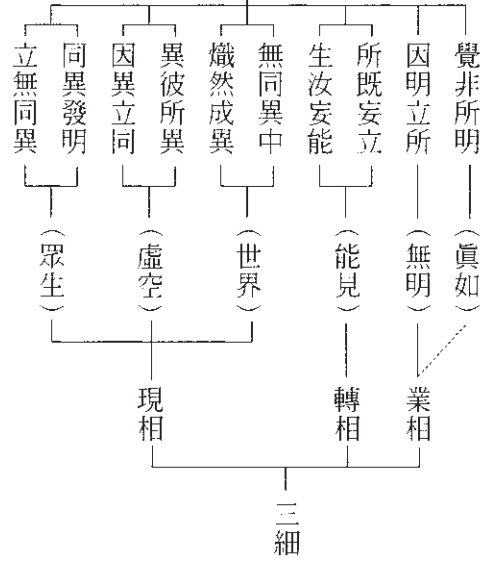 覺非所明
因明立所
所既妄立
生汝妄能
無同異中
熾然成異
異彼所異
因異立同
同異發明
立無同異
（眞如）
（無明）
（能見）
（世界）
（虛空）
（眾生）
業相
轉相
現相
三細